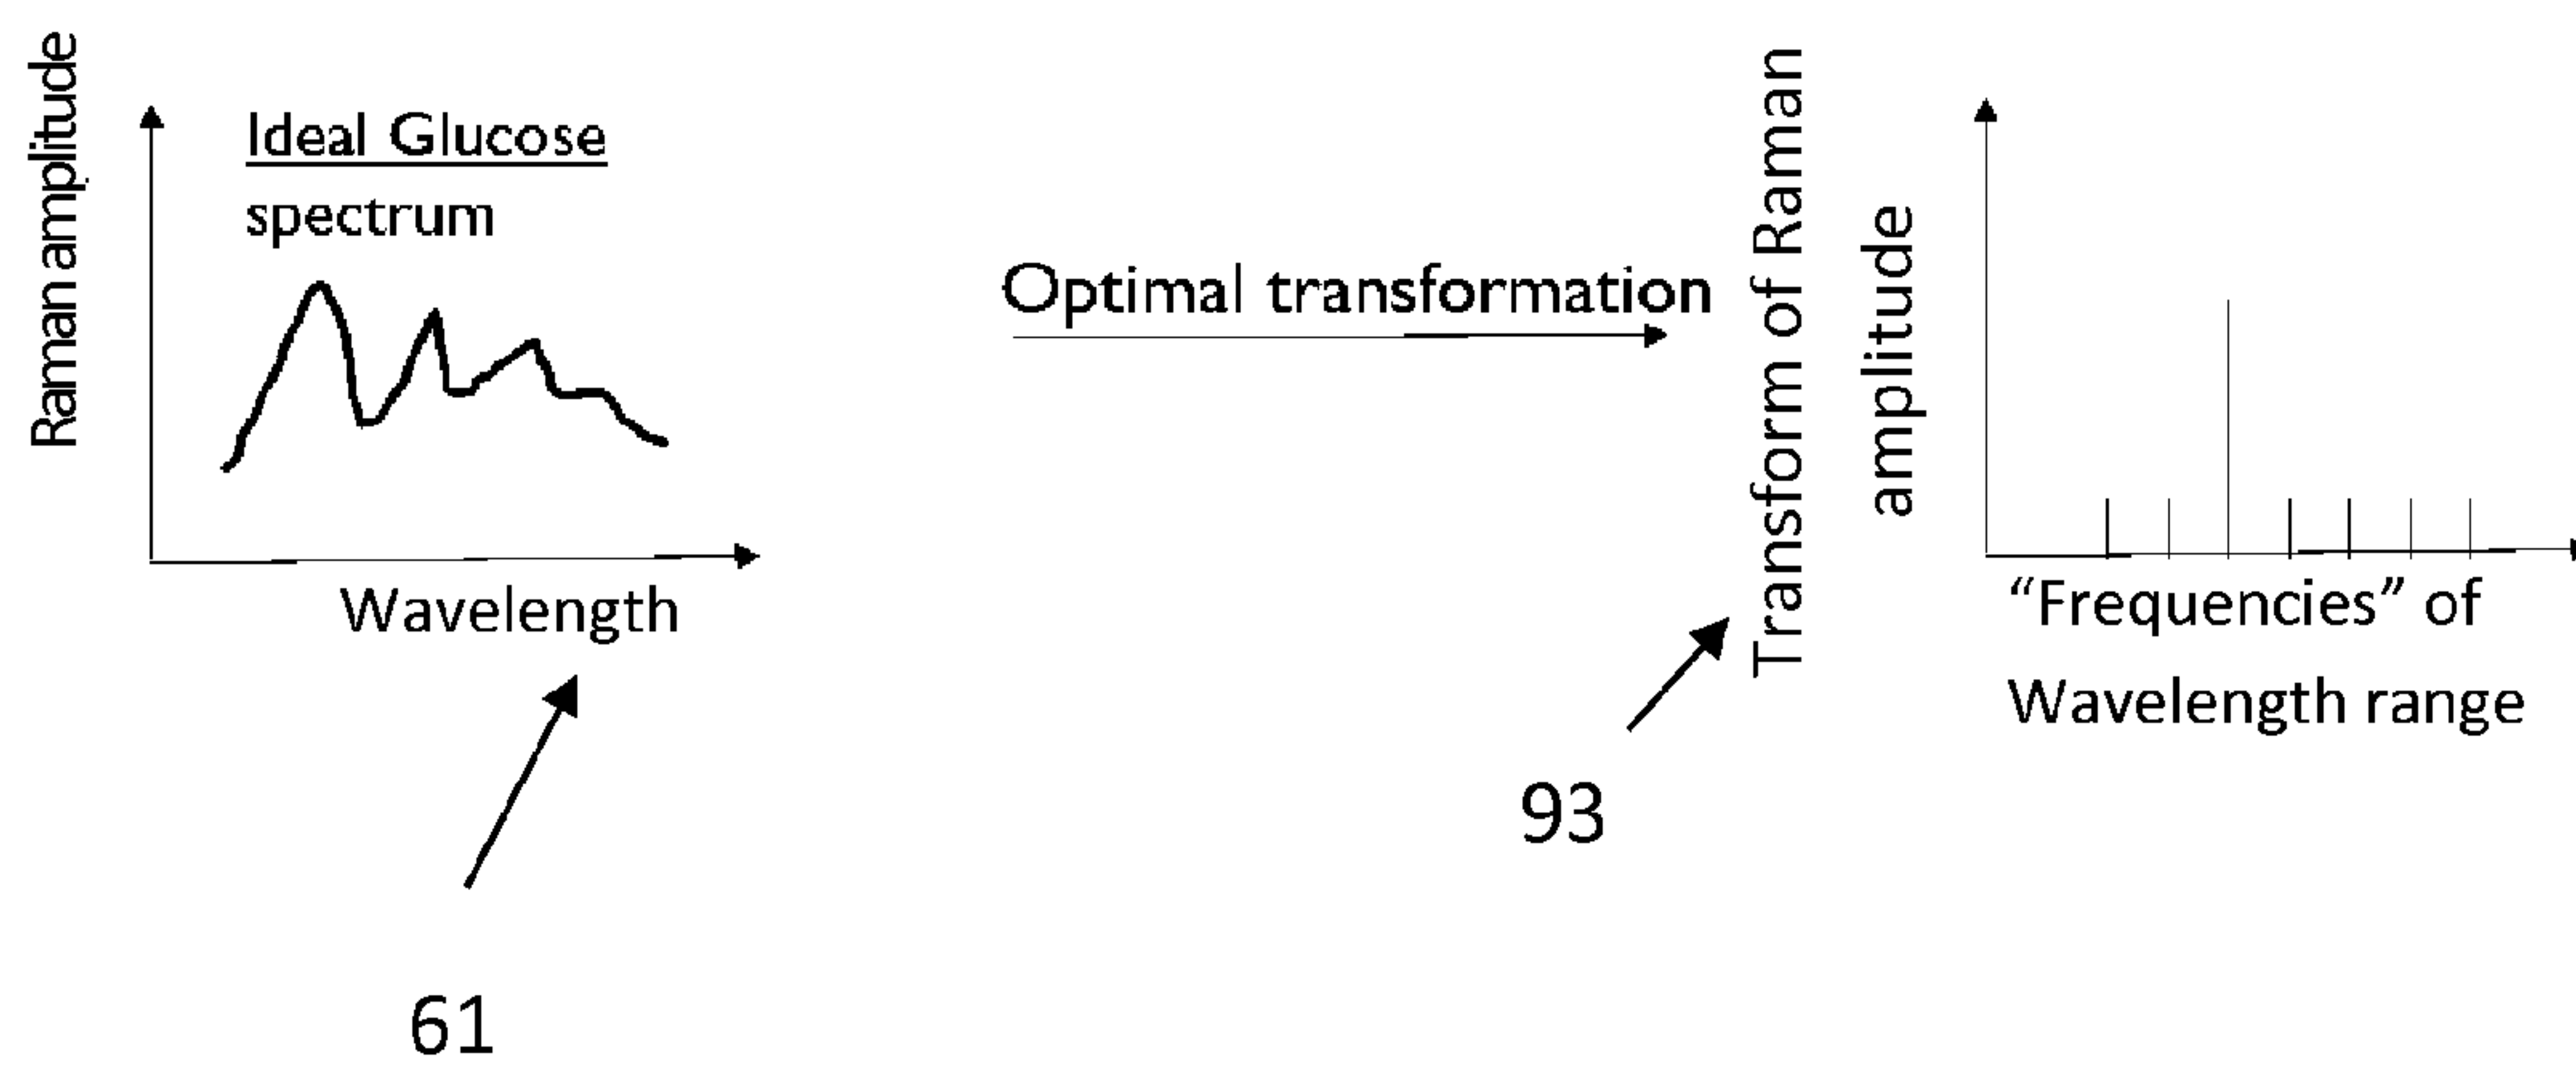 Raman amplitude
Ideal Glucose
spectrum
Wavelength
61
Optimal transformation
93
Transform of Raman
amplitude
“Frequencies” of
Wavelength range